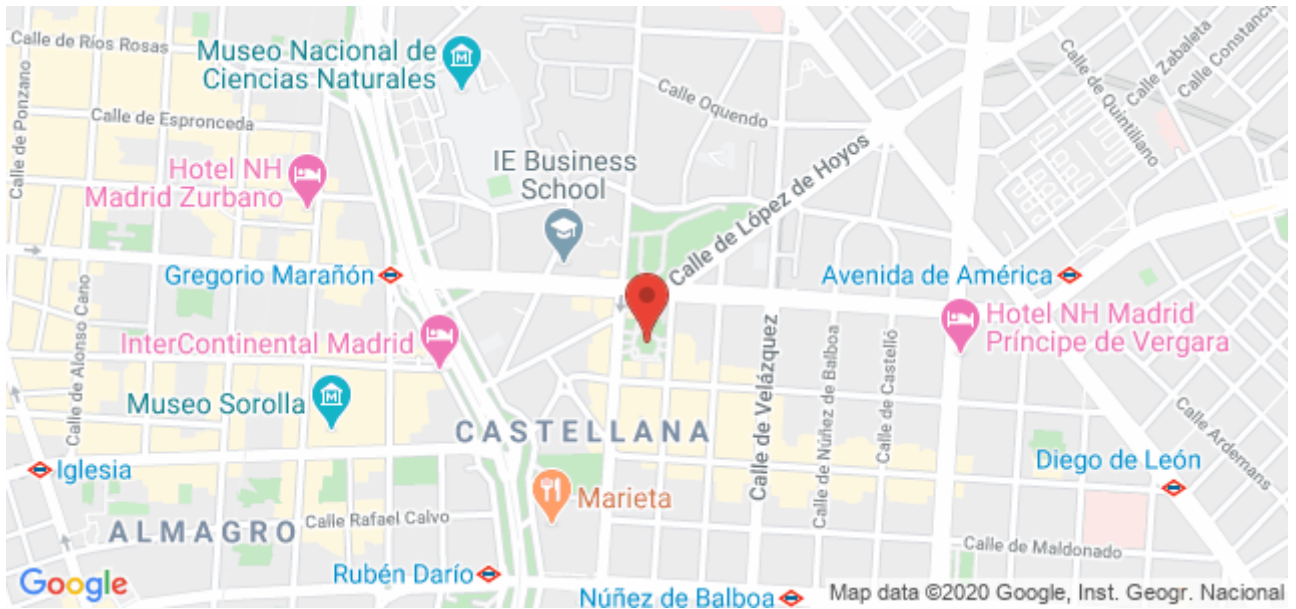 Calle de Ríos Rosas
Museo Nacional de
Ciencias Naturales
Calle Oquendo
Calle de Quintiliano
Calle Zabaleta
Calle Constancia
Calle de Ponzano
Calle de Espronceda
Hotel NH
Madrid Zurbano
IE Business
School
Calle de López de Hoyos
Gregorio Marañón
Avenida de América
Calle de Alonso Cano
InterContinental Madrid
Hotel NH Madrid
Príncipe de Vergara
Museo Sorolla
CASTELLANA
Calle de Velázquez
Calle de Núñez de Balboa
Calle de Castelló
Calle Ardemans
Iglesia
Diego de León
Marieta
ALMAGRO
Calle Rafael Calvo
Calle de Maldonado
Rubén Darío
Núñez de Balboa
Google
Map data ©2020 Google, Inst. Geogr. Nacional